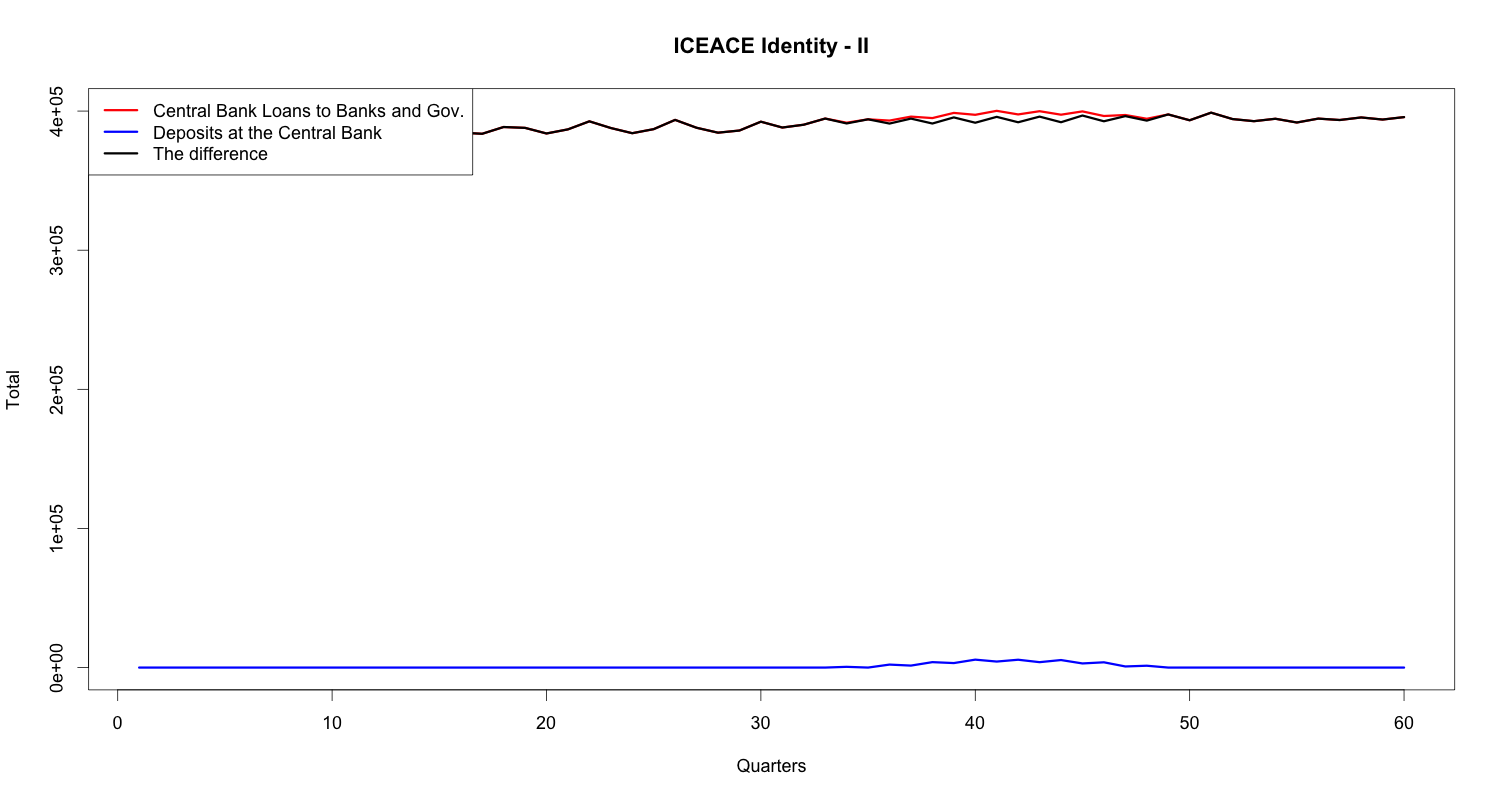 ICEACE Identity - II
Central Bank Loans to Banks and Gov.
Deposits at the Central Bank
The difference
4e+05
3e+05
2e+05
1e+05
0e+00
Total
0 10 20 30 40 50 60
Quarters